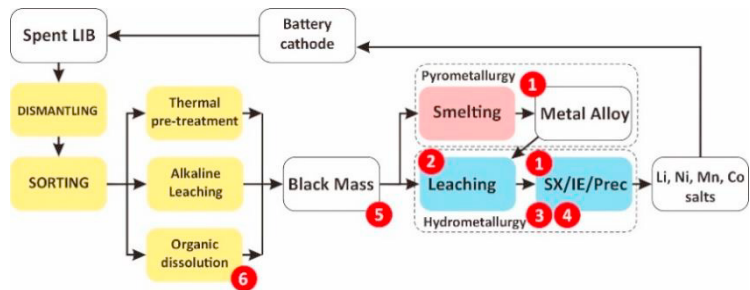 Spent LIB
Battery
cathode
Pyrometallurgy
1
DISMANTLING
Thermal
pre-treatment
Smelting
Metal Alloy
SORTING
Alkaline
Leaching
Black Mass
5
2
Leaching
1
SX/IE/Prec
Li, Ni, Mn, Co
salts
Hydrometallurgy
3
4
Organic
dissolution
6